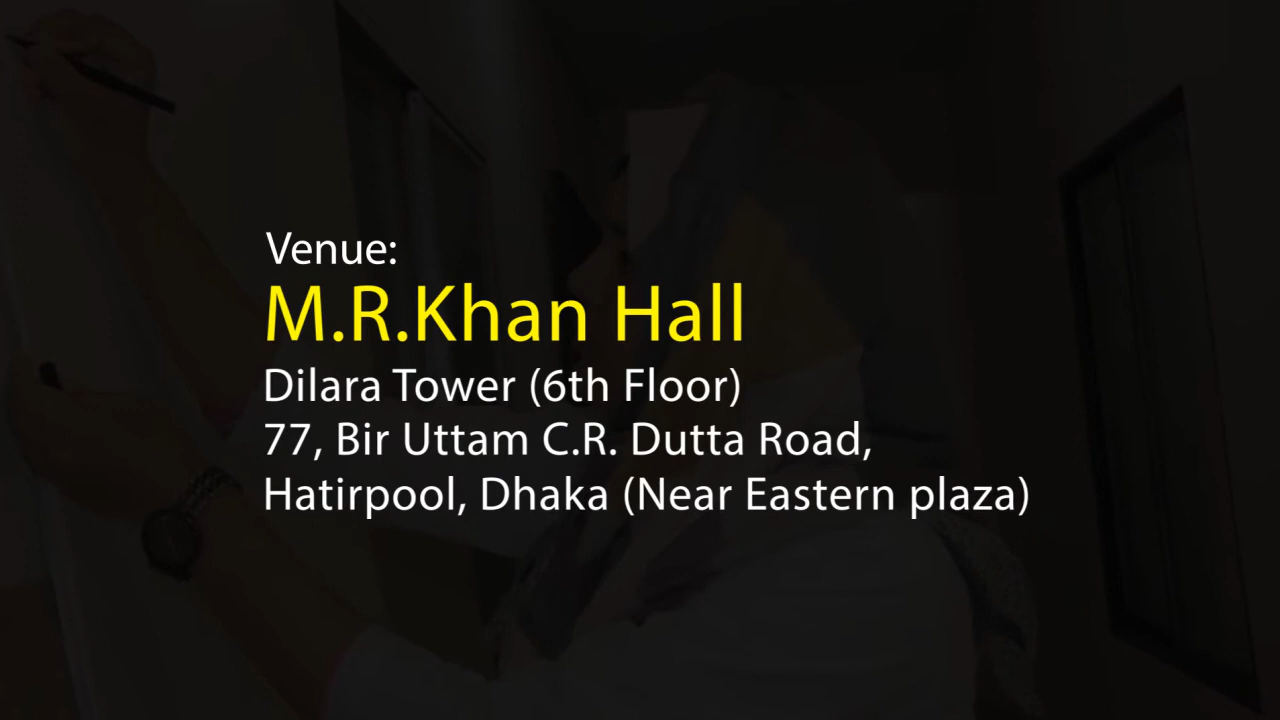 Venue:
M.R.Khan Hall
Dilara Tower (6th Floor)
77, Bir Uttam C.R. Dutta Road,
Hatirpool, Dhaka (Near Eastern plaza)